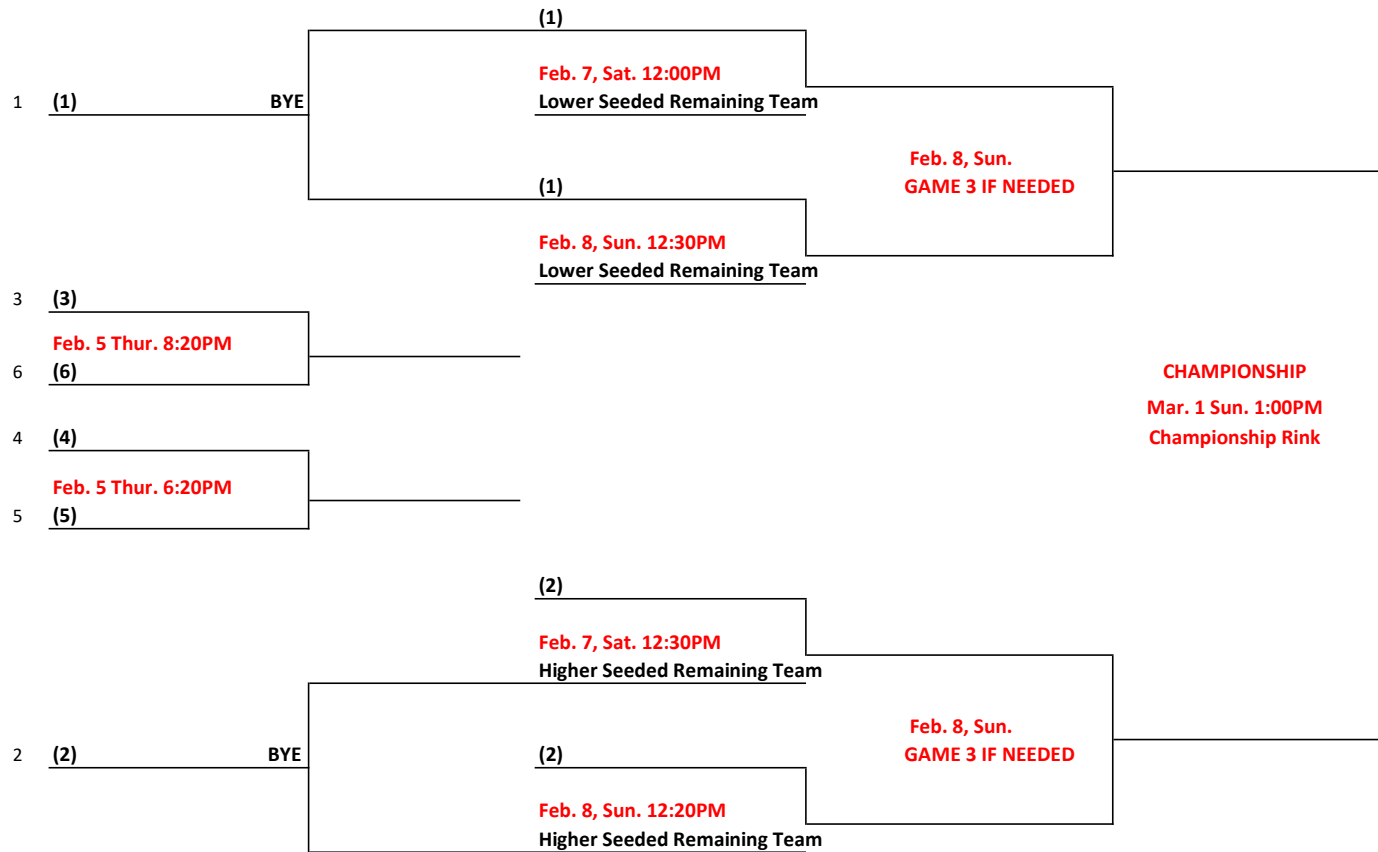 (1)
Feb. 7, Sat. 12:00PM
1 (1) BYE Lower Seeded Remaining Team
Feb. 8, Sun.
(1) GAME 3 IF NEEDED
Feb. 8, Sun. 12:30PM
Lower Seeded Remaining Team
3 (3)
Feb. 5 Thur. 8:20PM
6 (6) CHAMPIONSHIP
Mar. 1 Sun. 1:00PM
4 (4) Championship Rink
Feb. 5 Thur. 6:20PM
5 (5)
(2)
Feb. 7, Sat. 12:30PM
Higher Seeded Remaining Team
Feb. 8, Sun.
2 (2) BYE (2) GAME 3 IF NEEDED
Feb. 8, Sun. 12:20PM
Higher Seeded Remaining Team